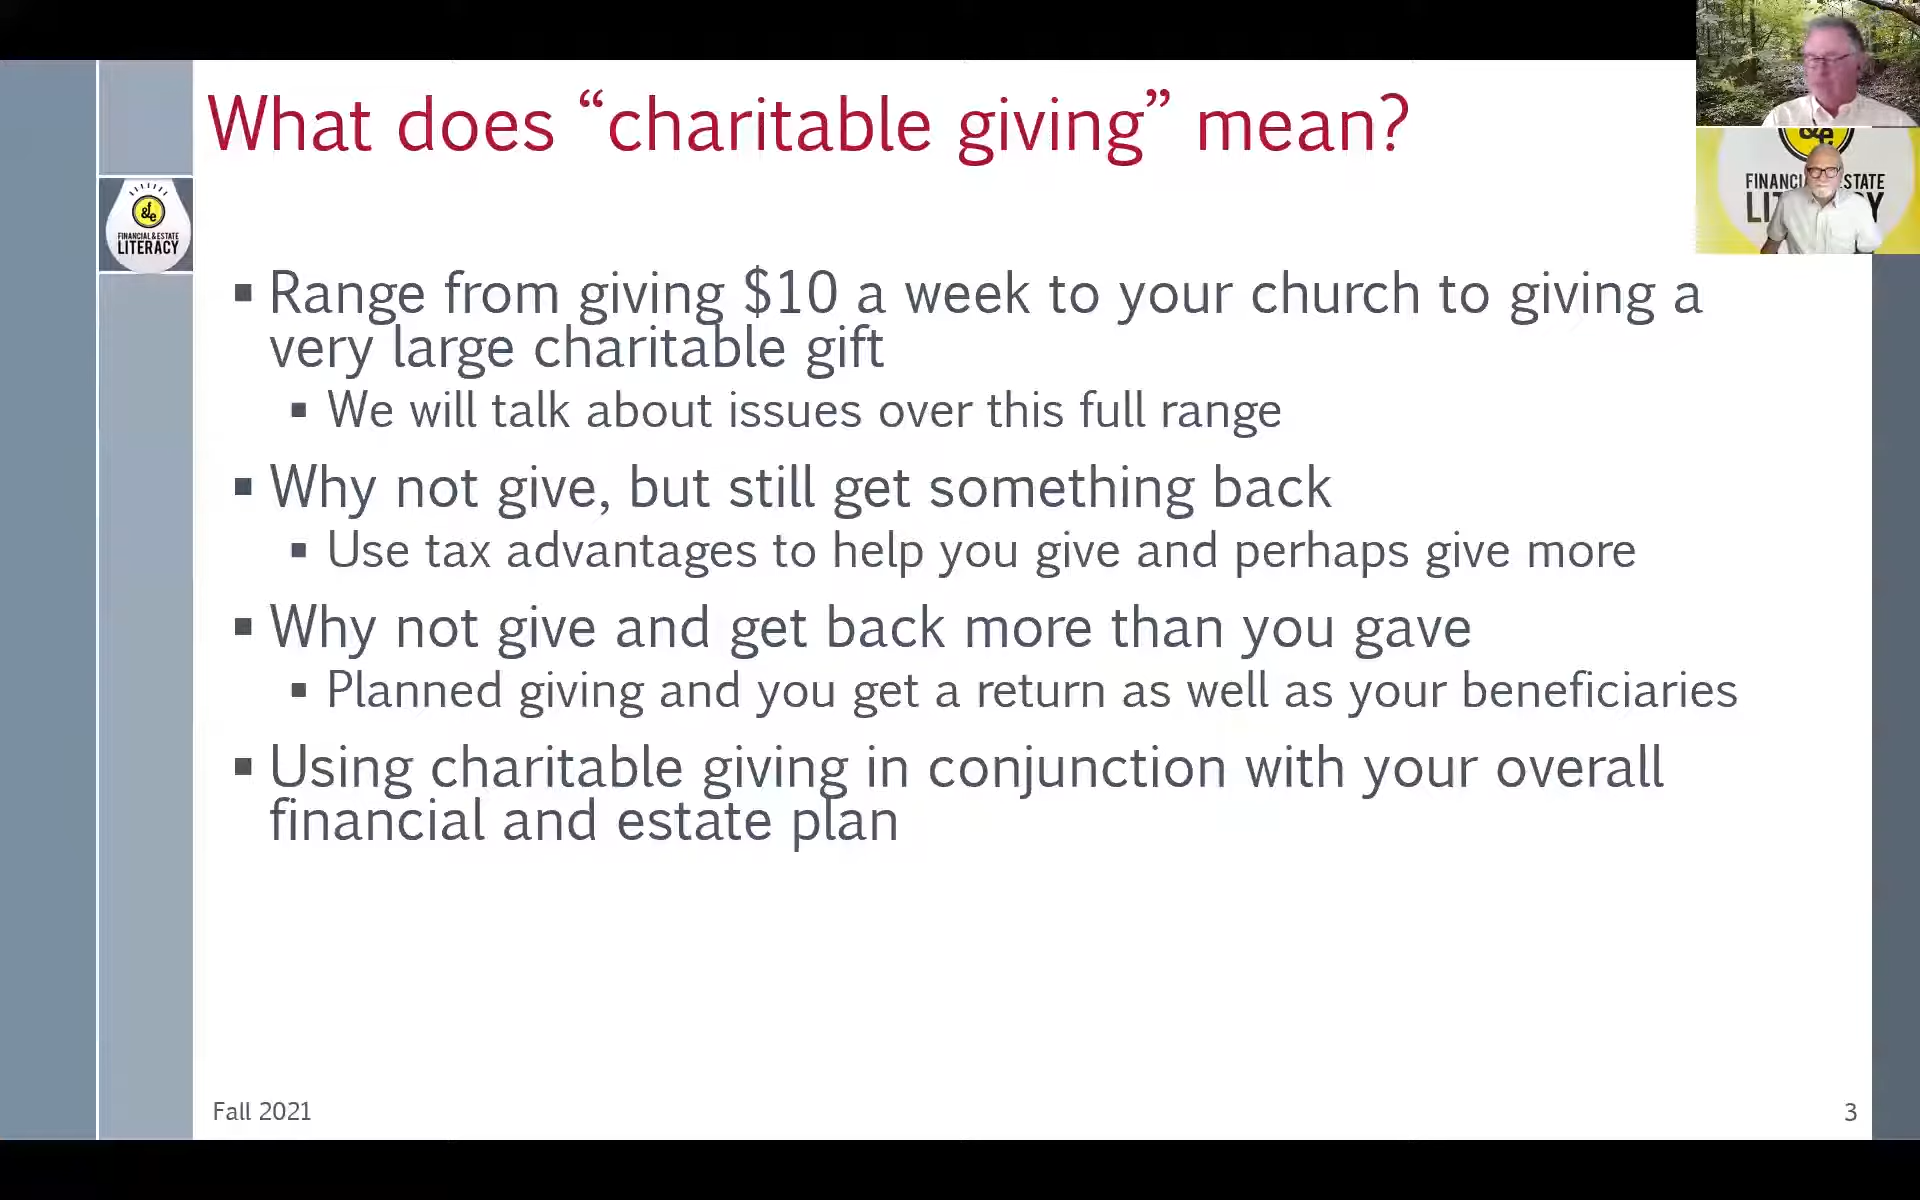 What does “charitable giving” mean?
&fe
FINANCIAL & ESTATE
LITERACY
&e
FINANCI STATE
LIT Y
▪ Range from giving $10 a week to your church to giving a
very large charitable gift
▪ We will talk about issues over this full range
▪ Why not give, but still get something back
▪ Use tax advantages to help you give and perhaps give more
▪ Why not give and get back more than you gave
▪ Planned giving and you get a return as well as your beneficiaries
▪ Using charitable giving in conjunction with your overall
financial and estate plan
Fall 2021
3